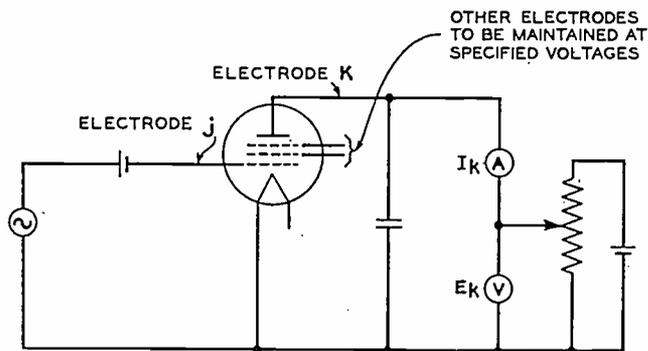 OTHER ELECTRODES
TO BE MAINTAINED AT
SPECIFIED VOLTAGES
ELECTRODE K
ELECTRODE j
IK A
EK V